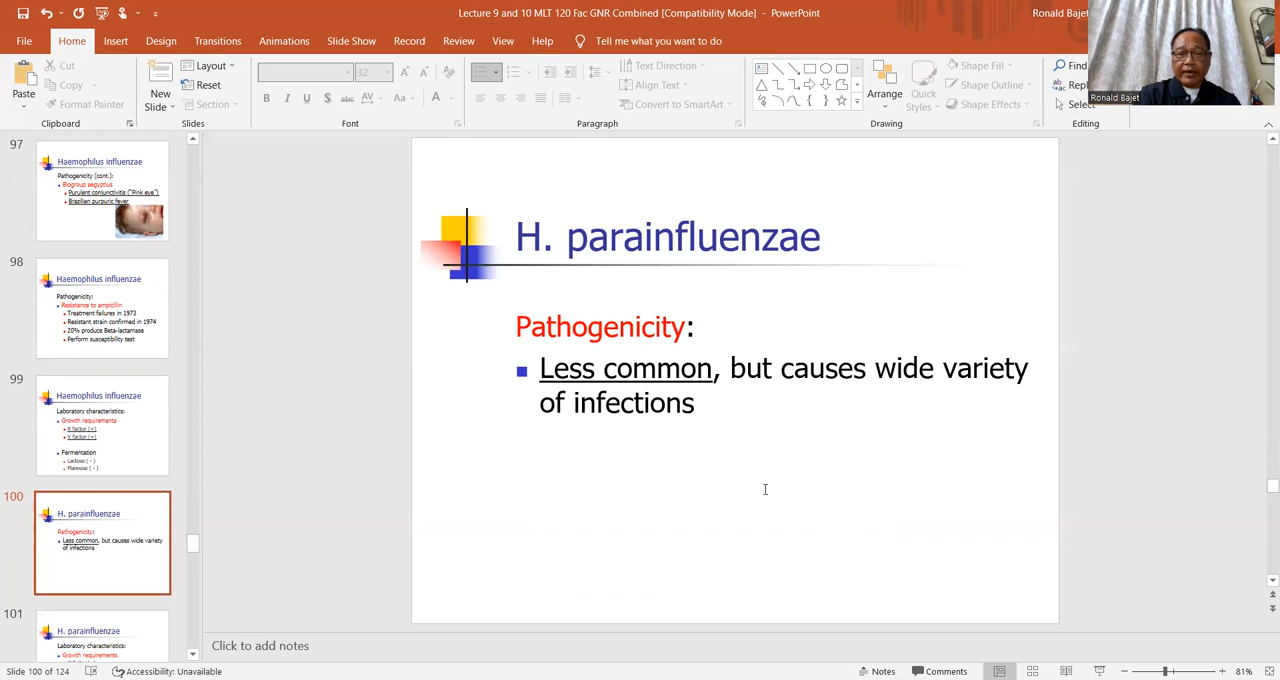 Lecture 9 and 10 MLT 120 Fac GNR Combined [Compatibility Mode] - PowerPoint
Ronald Bajet
File Home Insert Design Transitions Animations Slide Show Record Review View Help Tell me what you want to do
Paste
Cut
Copy
Format Painter
Clipboard
New
Slide
Layout
Reset
Section
Slides
32
Font
Text Direction
Align Text
Convert to SmartArt
Paragraph
Arrange
Quick
Styles
Shape Fill
Shape Outline
Shape Effects
Drawing
Find
Repl
Select
Editing
Ronald Bajet
97
Haemophilus influenzae
Pathogenicity (cont.):
Biogroup aegyptius
Purulent conjunctivitis ("Pink eye")
Brazilian purpuric fever
98
Haemophilus influenzae
Pathogenicity:
Resistance to ampicillin
Treatment failures in 1973
Resistant strain confirmed in 1974
20% produce Beta-lactamase
Perform susceptibility test
99
Haemophilus influenzae
Laboratory characteristics:
Growth requirements
X factor (+)
V factor (+)
Fermentation
Lactose ( - )
Mannose ( - )
100
H. parainfluenzae
Pathogenicity:
Less common, but causes wide variety
of infections
101
H. parainfluenzae
Laboratory characteristics:
Growth requirements
H. parainfluenzae
Pathogenicity:
Less common, but causes wide variety
of infections
Click to add notes
Slide 100 of 124 Accessibility: Unavailable Notes Comments 81%